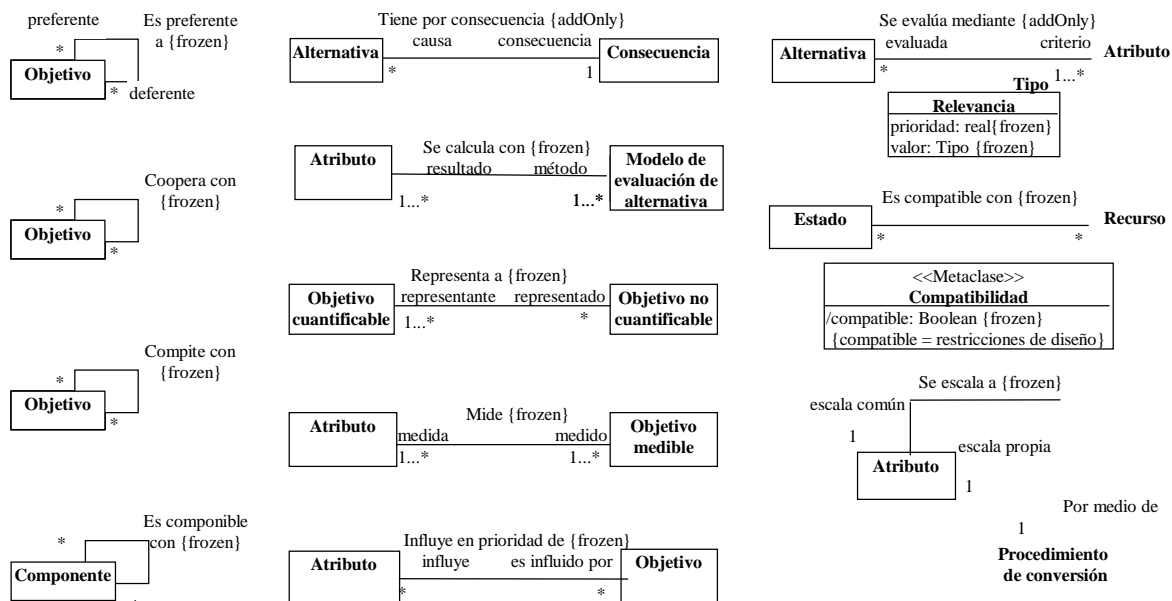 preferente
Es preferente
a {frozen}
*
Objetivo
* deferente
Coopera con
{frozen}
*
Objetivo
*
Compite con
{frozen}
*
Objetivo
*
Es componible
con {frozen}
*
Componente
Tiene por consecuencia {addOnly}
Alternativa causa consecuencia Consecuencia
* 1
Se calcula con {frozen}
Atributo resultado método Modelo de
evaluación de
alternativa
1...* 1...*
Representa a {frozen}
Objetivo
cuantificable
representante representado
Objetivo no
cuantificable
1...* *
Mide {frozen}
Atributo medida medido Objetivo
medible
1...* 1...*
Influye en prioridad de {frozen}
Atributo influye es influido por Objetivo
* *
Se evalúa mediante {addOnly}
Alternativa evaluada criterio Atributo
* 1...*
Tipo
Relevancia
prioridad: real{frozen}
valor: Tipo {frozen}
Es compatible con {frozen}
Estado Recurso
* *
<<Metaclase>>
Compatibilidad
/compatible: Boolean {frozen}
{compatible = restricciones de diseño}
Se escala a {frozen}
escala común
1
escala propia
Atributo
1
Por medio de
1
Procedimiento
de conversión